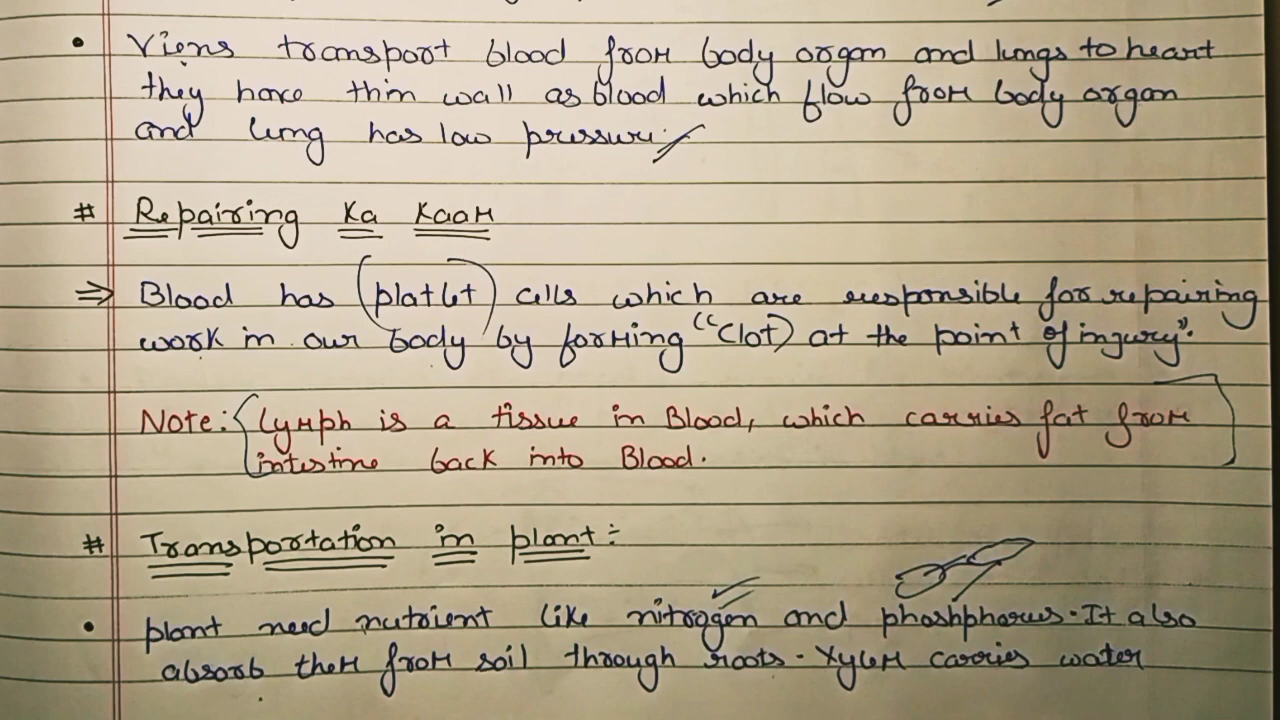 • Viens transport blood from body organ and lungs to heart
they have thin wall as blood which flow from body organ
and lung has low pressure.
# Repairing Ka Kaam
⇒ Blood has (platlet) cells which are responsible for repairing
work in our body by forming "(Clot) at the point of injury".
Note: {Lymph is a tissue in Blood, which carries fat from
intestine back into Blood.]
# Transportation in plant:
• plant need nutrient like nitrogen and phoshphorus. It also
absorb them from soil through roots. Xylem carries water